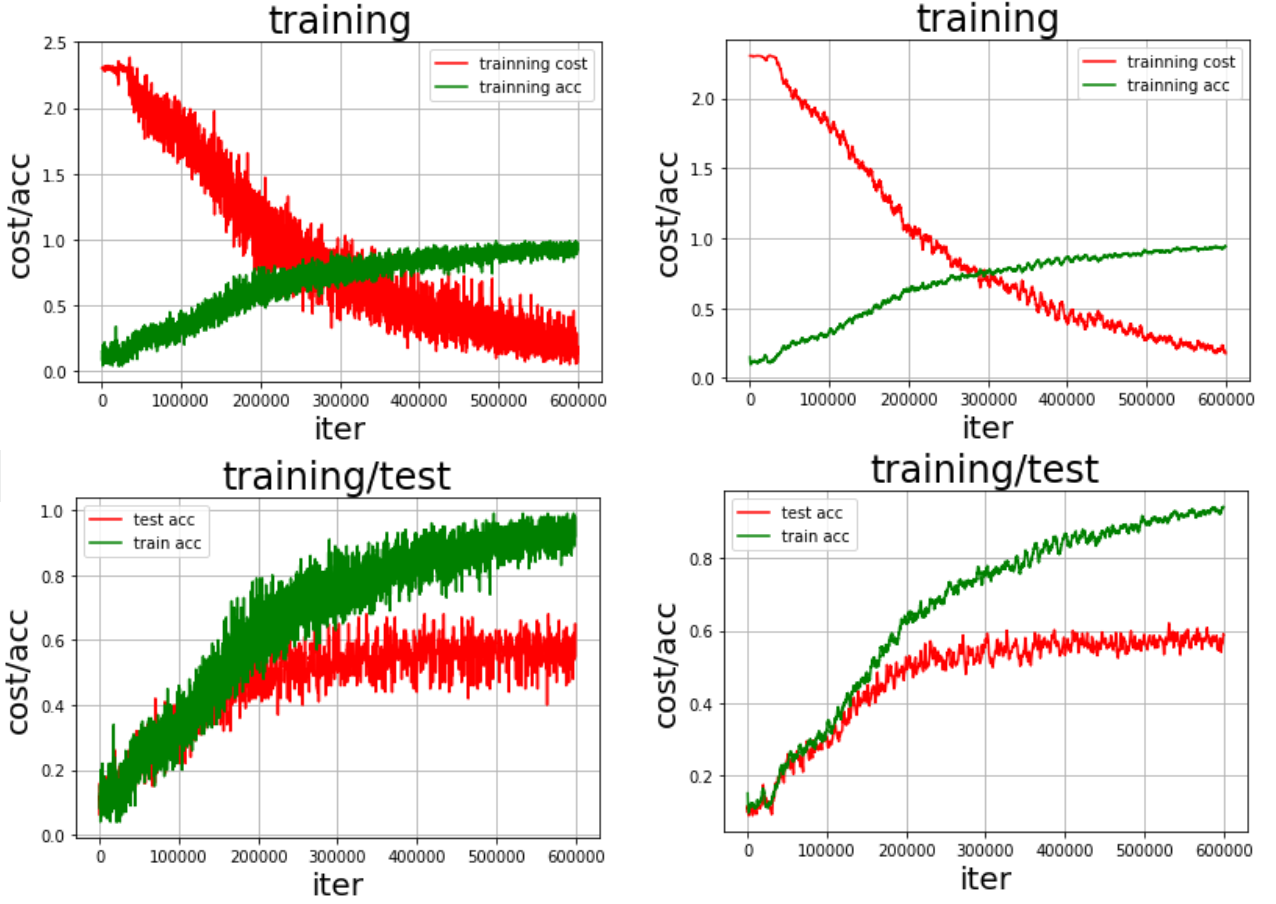 training
2.5
2.0
1.5
1.0
0.5
0.0
cost/acc
trainning cost
trainning acc
0 100000 200000 300000 400000 500000 600000
iter
training
2.0
1.5
1.0
0.5
0.0
cost/acc
trainning cost
trainning acc
0 100000 200000 300000 400000 500000 600000
iter
training/test
1.0
0.8
0.6
0.4
0.2
0.0
cost/acc
test acc
train acc
0 100000 200000 300000 400000 500000 600000
iter
training/test
0.8
0.6
0.4
0.2
cost/acc
test acc
train acc
0 100000 200000 300000 400000 500000 600000
iter